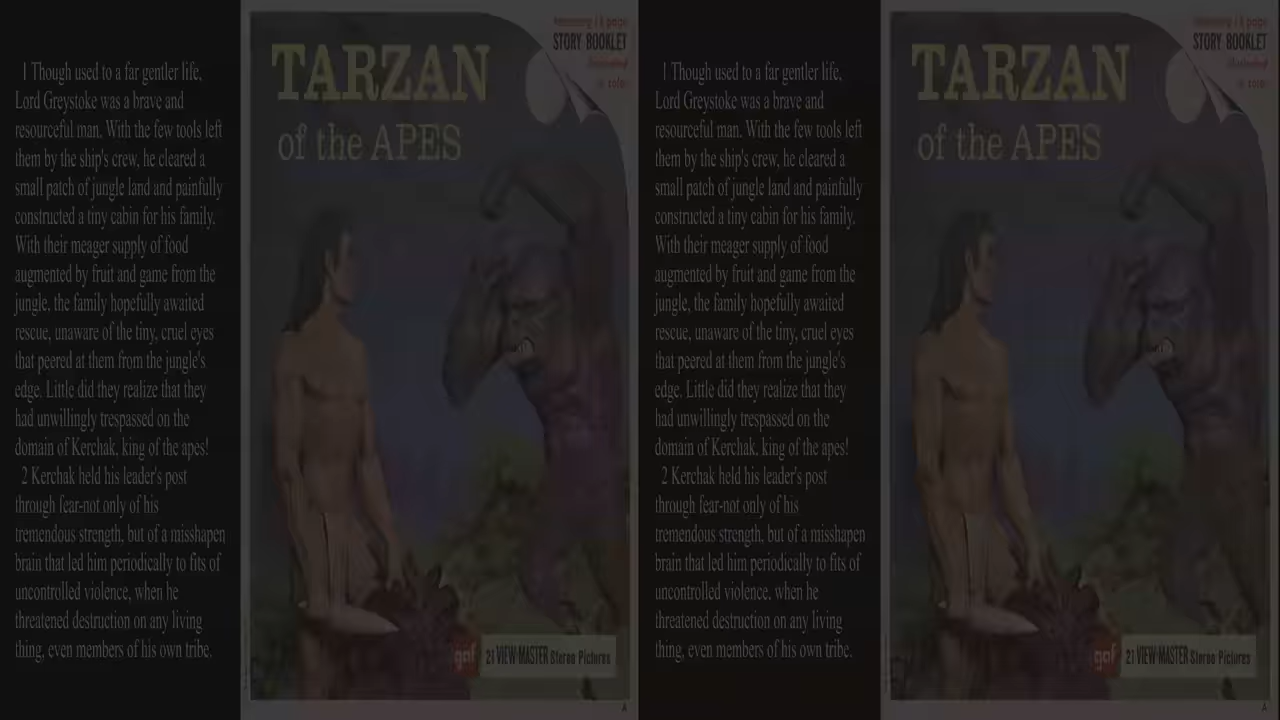 1 Though used to a far gentler life,
Lord Greystoke was a brave and
resourceful man. With the few tools left
them by the ship's crew, he cleared a
small patch of jungle land and painfully
constructed a tiny cabin for his family.
With their meager supply of food
augmented by fruit and game from the
jungle, the family hopefully awaited
rescue, unaware of the tiny, cruel eyes
that peered at them from the jungle's
edge. Little did they realize that they
had unwillingly trespassed on the
domain of Kerchak, king of the apes!
2 Kerchak held his leader's post
through fear-not only of his
tremendous strength, but of a misshapen
brain that led him periodically to fits of
uncontrolled violence, when he
threatened destruction on any living
thing, even members of his own tribe.
TARZAN
of the APES
STORY BOOKLET
gaf
21 VIEW-MASTER Stereo Pictures
A
1 Though used to a far gentler life,
Lord Greystoke was a brave and
resourceful man. With the few tools left
them by the ship's crew, he cleared a
small patch of jungle land and painfully
constructed a tiny cabin for his family.
With their meager supply of food
augmented by fruit and game from the
jungle, the family hopefully awaited
rescue, unaware of the tiny, cruel eyes
that peered at them from the jungle's
edge. Little did they realize that they
had unwillingly trespassed on the
domain of Kerchak, king of the apes!
2 Kerchak held his leader's post
through fear-not only of his
tremendous strength, but of a misshapen
brain that led him periodically to fits of
uncontrolled violence, when he
threatened destruction on any living
thing, even members of his own tribe.
TARZAN
of the APES
STORY BOOKLET
gaf
21 VIEW-MASTER Stereo Pictures
A